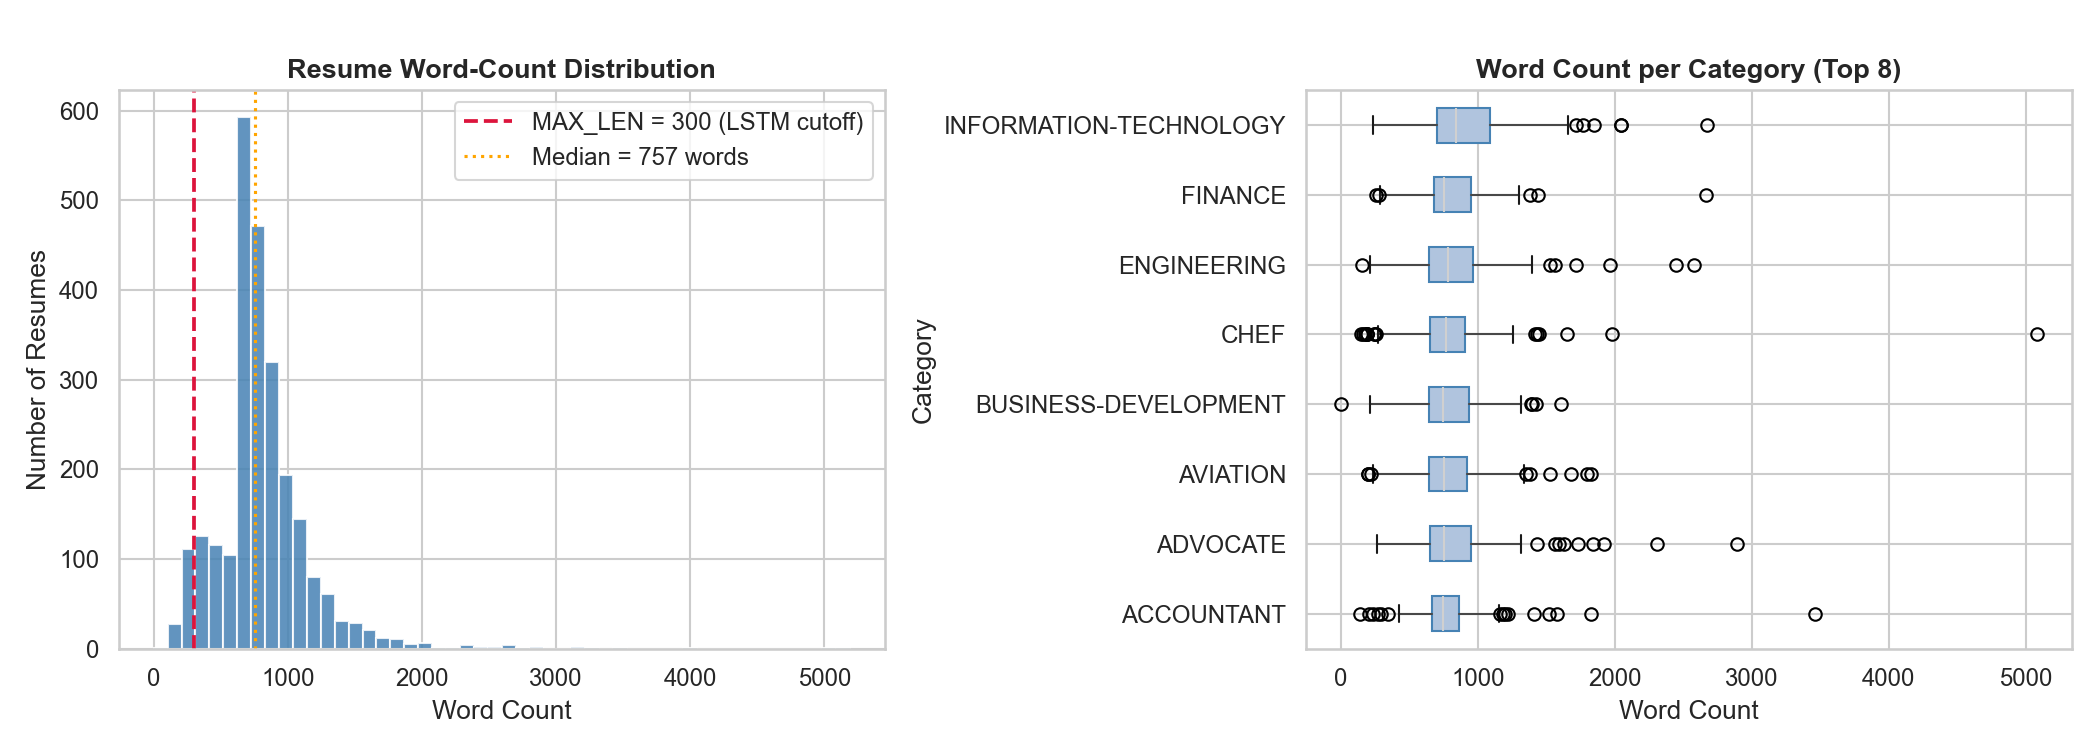 Resume Word-Count Distribution
MAX_LEN = 300 (LSTM cutoff)
Median = 757 words
600
500
400
300
200
100
0
Number of Resumes
0 1000 2000 3000 4000 5000
Word Count
Word Count per Category (Top 8)
Category
INFORMATION-TECHNOLOGY
FINANCE
ENGINEERING
CHEF
BUSINESS-DEVELOPMENT
AVIATION
ADVOCATE
ACCOUNTANT
0 1000 2000 3000 4000 5000
Word Count